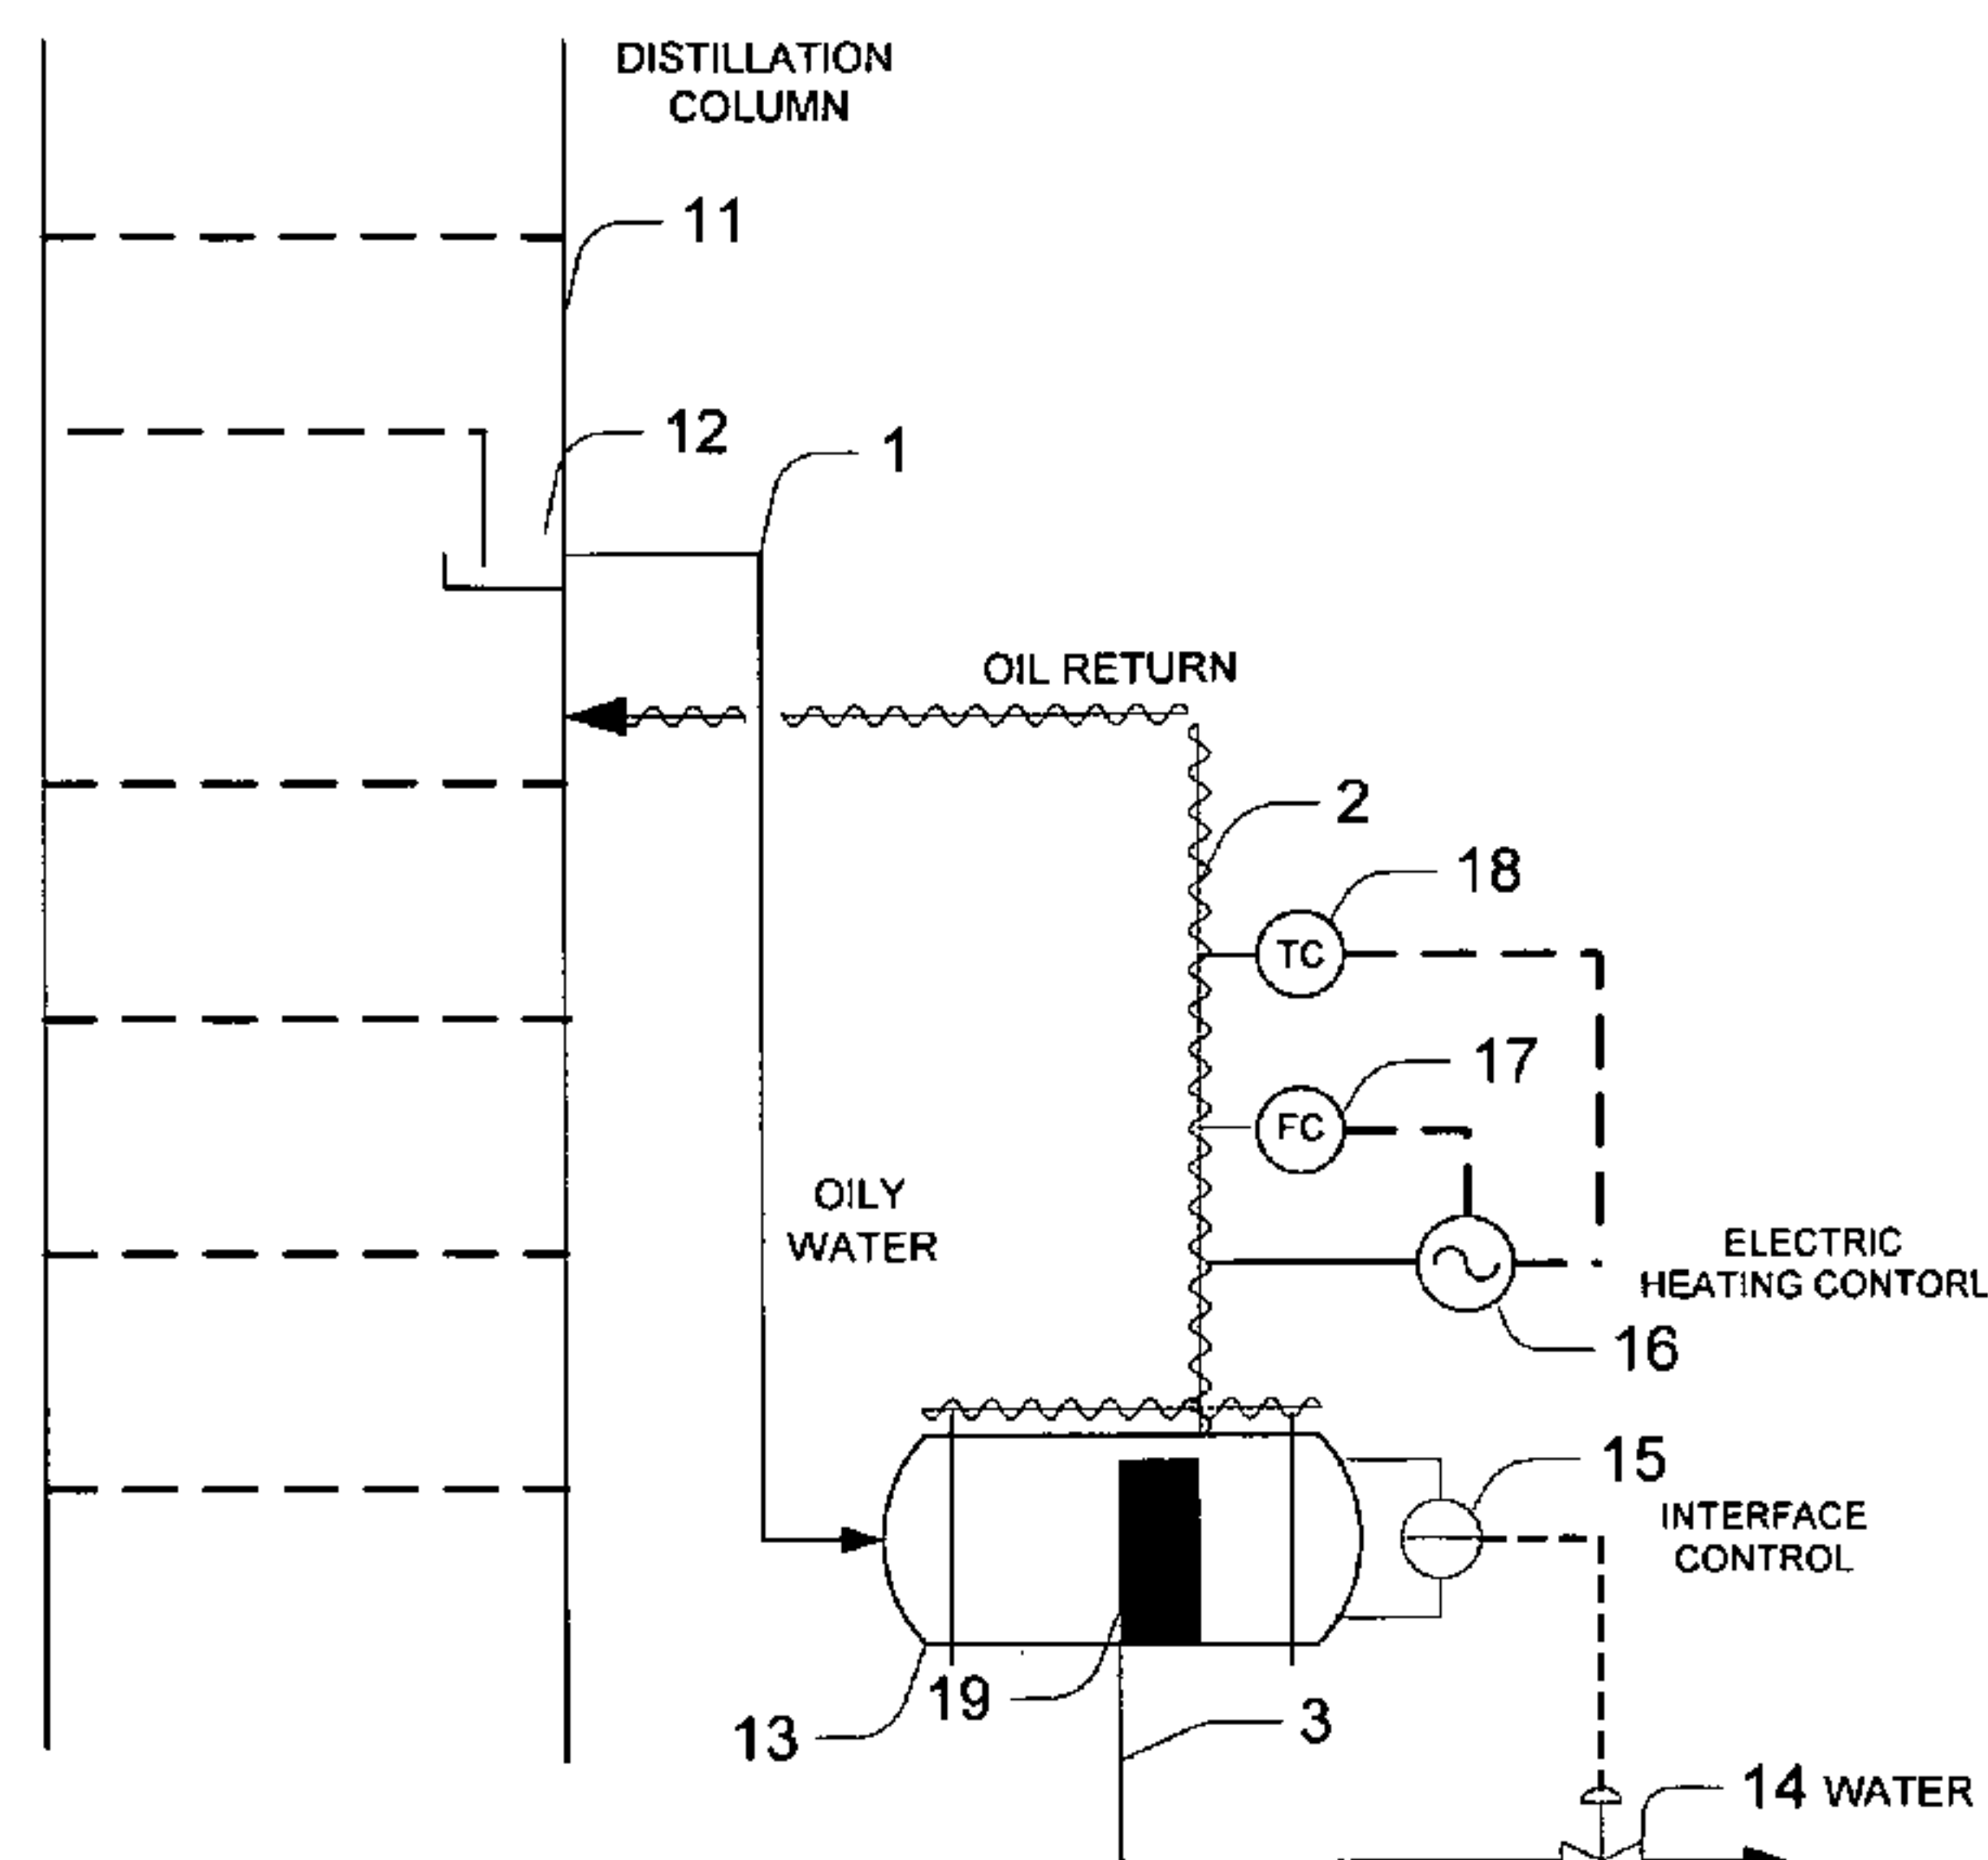 DISTILLATION
COLUMN
11
12
1
OIL RETURN
2
18
TC
17
FC
OILY
WATER
ELECTRIC
HEATING CONTORL
16
15
INTERFACE
CONTROL
19
13
3
14 WATER